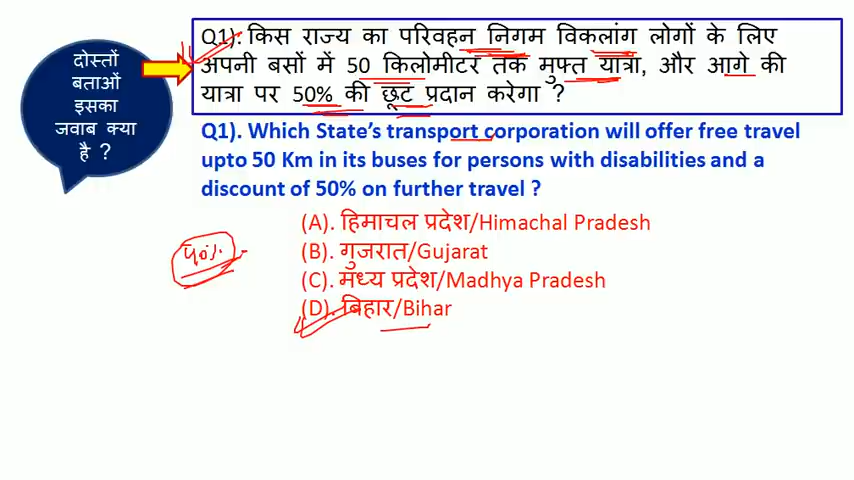 दोस्तों
बताओं
इसका
जवाब क्या
है ?
Q1). किस राज्य का परिवहन निगम विकलांग लोगों के लिए
अपनी बसों में 50 किलोमीटर तक मुफ्त यात्रा, और आगे की
यात्रा पर 50% की छूट प्रदान करेगा ?
Q1). Which State's transport corporation will offer free travel
upto 50 Km in its buses for persons with disabilities and a
discount of 50% on further travel ?
(A). हिमाचल प्रदेश/Himachal Pradesh
(B). गुजरात/Gujarat
(C). मध्य प्रदेश/Madhya Pradesh
(D). बिहार/Bihar